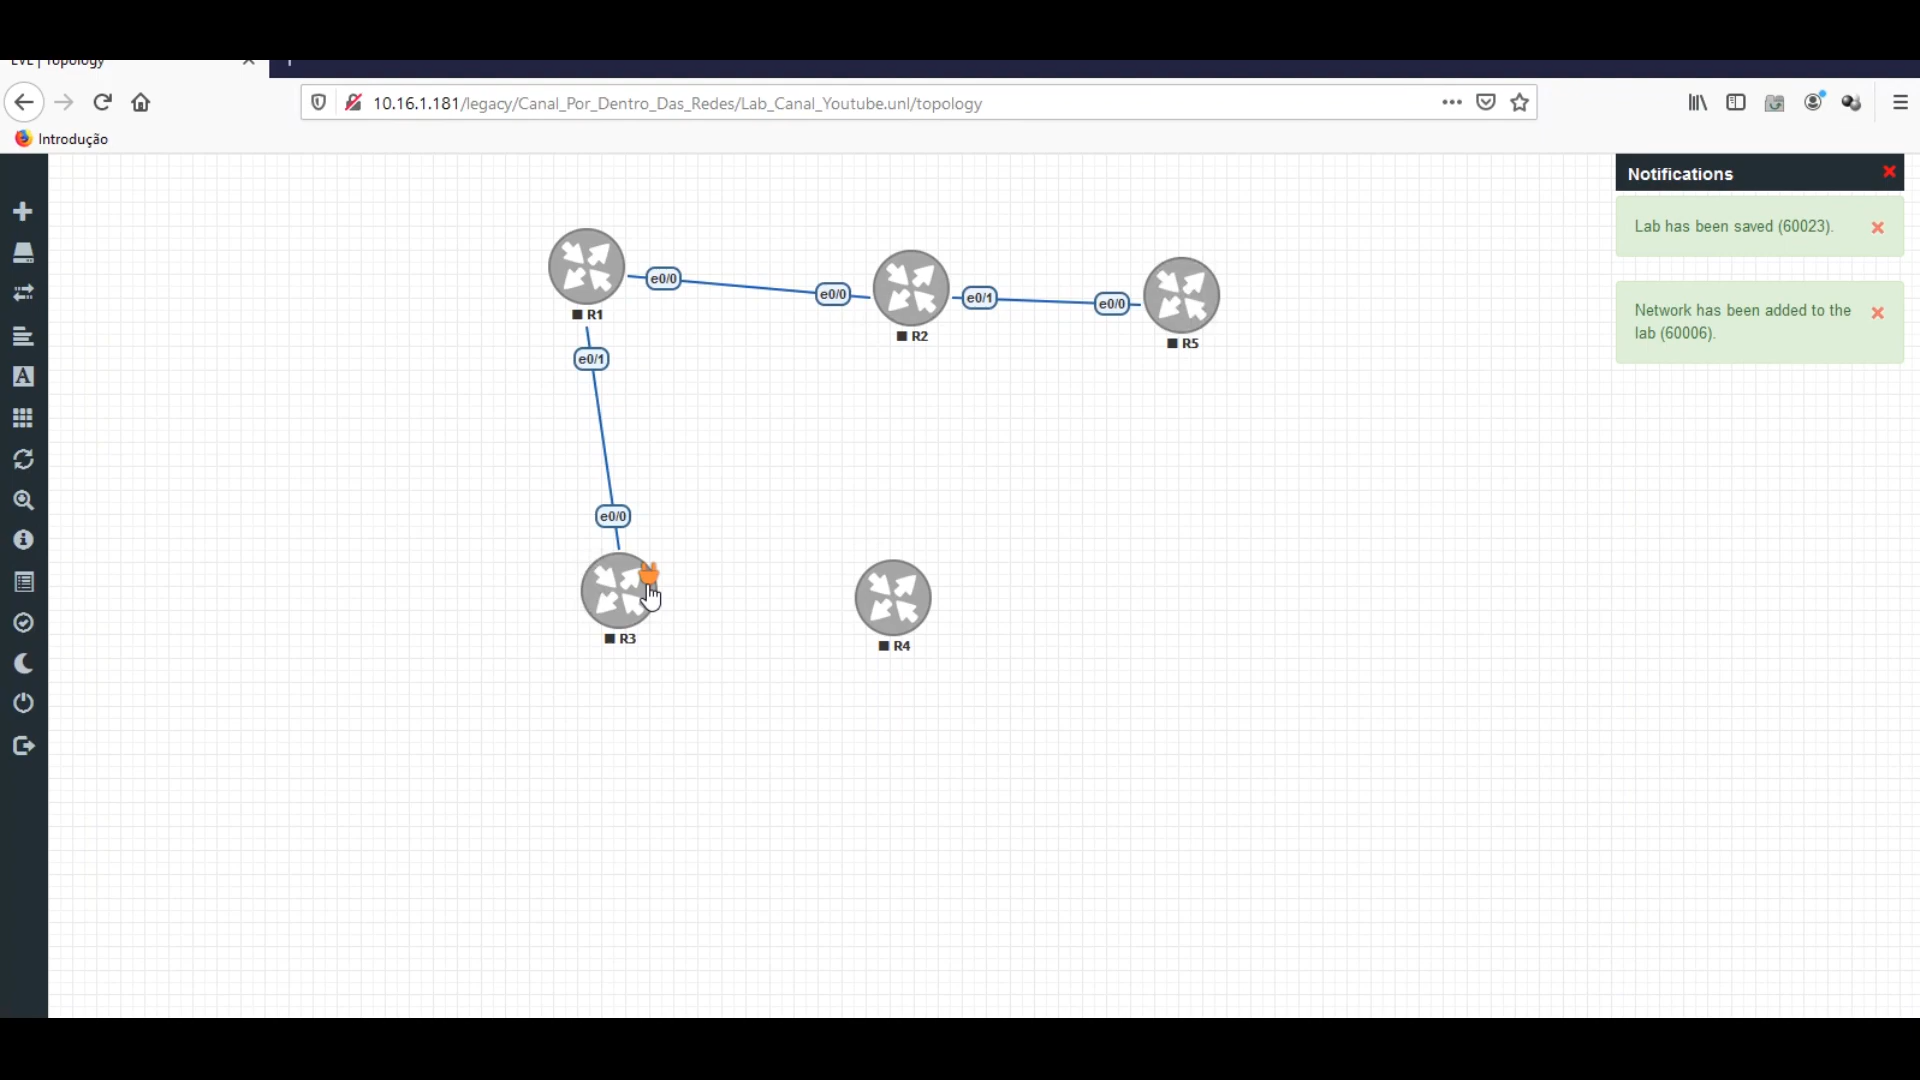 EVE | Topology
10.16.1.181/legacy/Canal_Por_Dentro_Das_Redes/Lab_Canal_Youtube.unl/topology
Introdução
Notifications
Lab has been saved (60023).
Network has been added to the
lab (60006).
e0/0
e0/0
e0/1
e0/0
R1
R2
R5
e0/1
e0/0
R3
R4